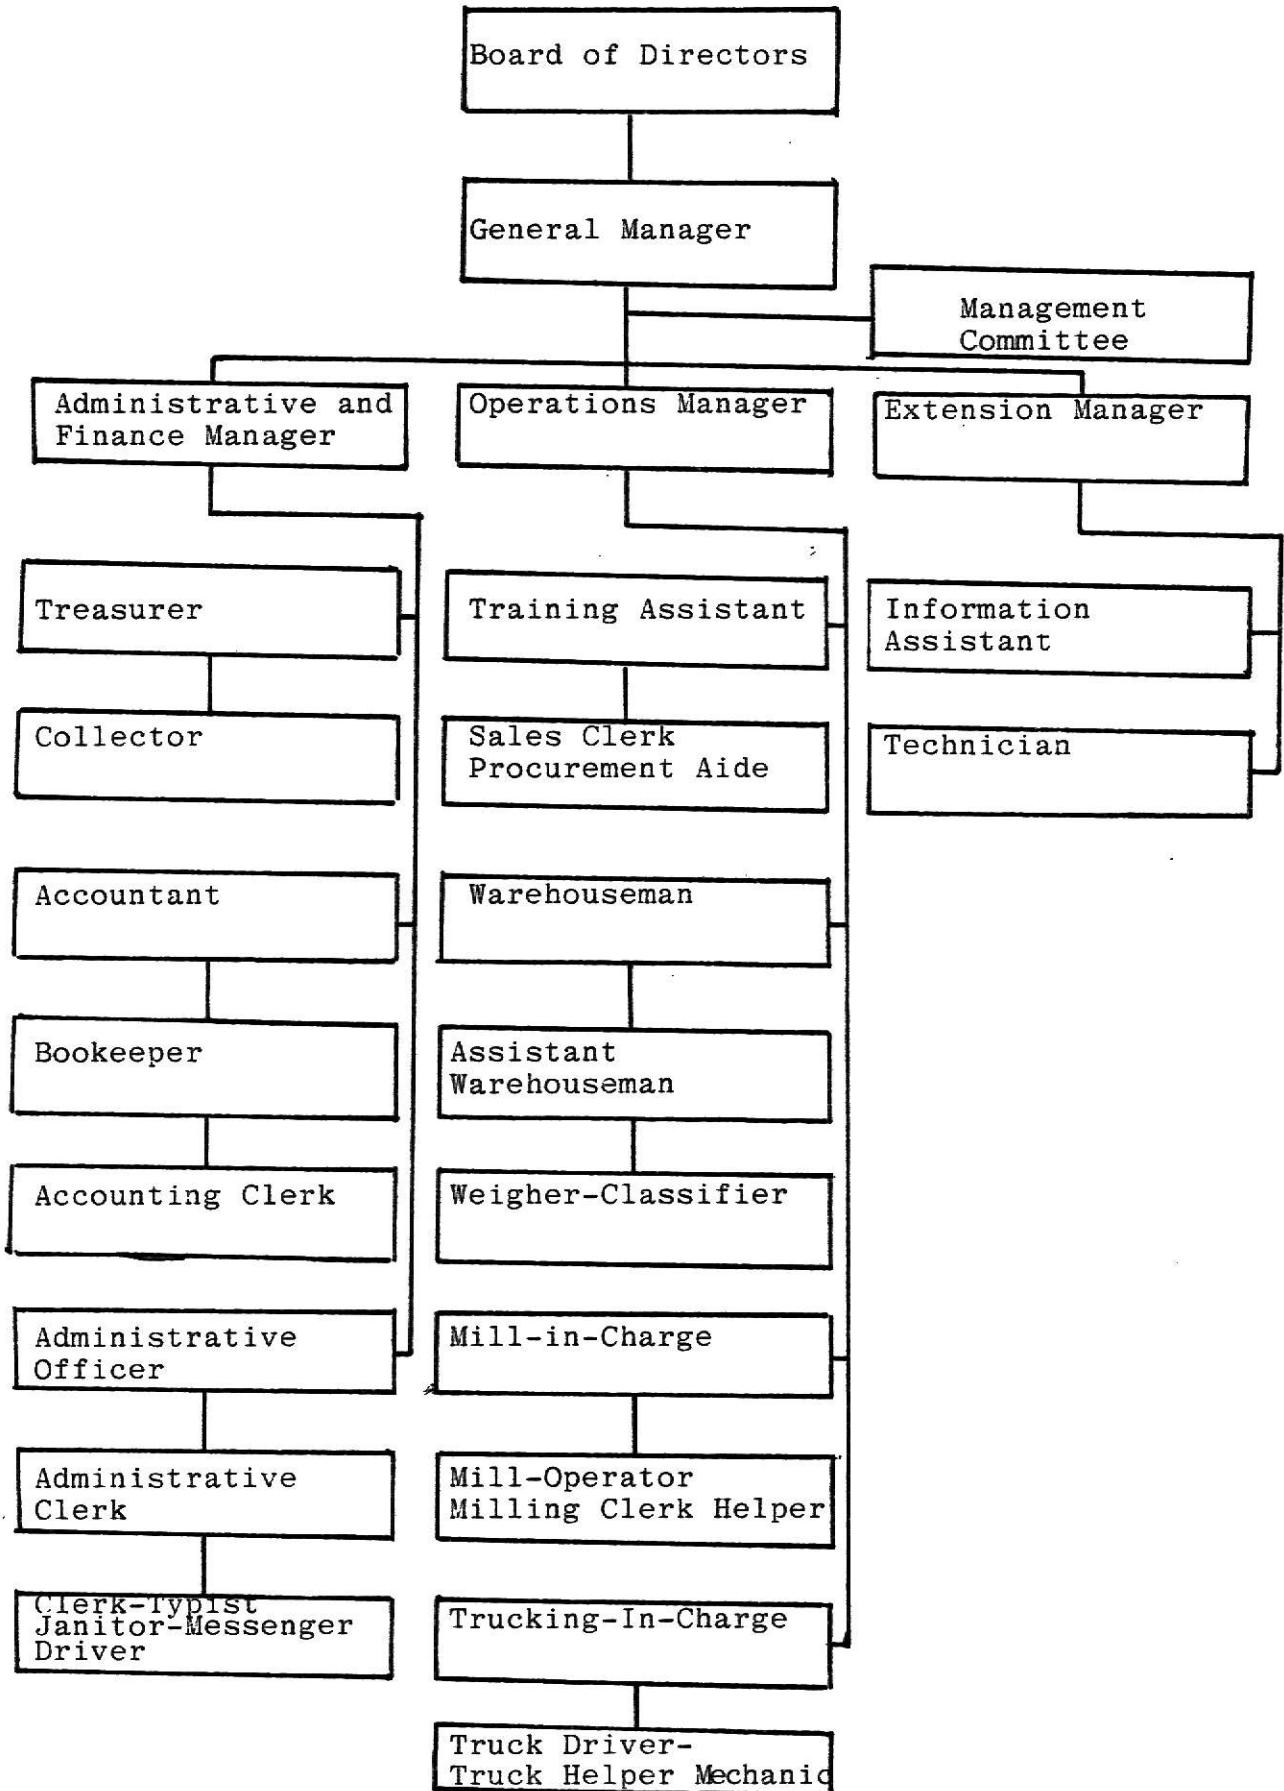 Board of Directors
General Manager
Management
Committee
Administrative and
Finance Manager
Operations Manager
Extension Manager
Treasurer
Training Assistant
Information
Assistant
Collector
Sales Clerk
Procurement Aide
Technician
Accountant
Warehouseman
Bookeeper
Assistant
Warehouseman
Accounting Clerk
Weigher-Classifier
Administrative
Officer
Mill-in-Charge
Administrative
Clerk
Mill-Operator
Milling Clerk Helper
Clerk-Typist
Janitor-Messenger
Driver
Trucking-In-Charge
Truck Driver-
Truck Helper Mechanic